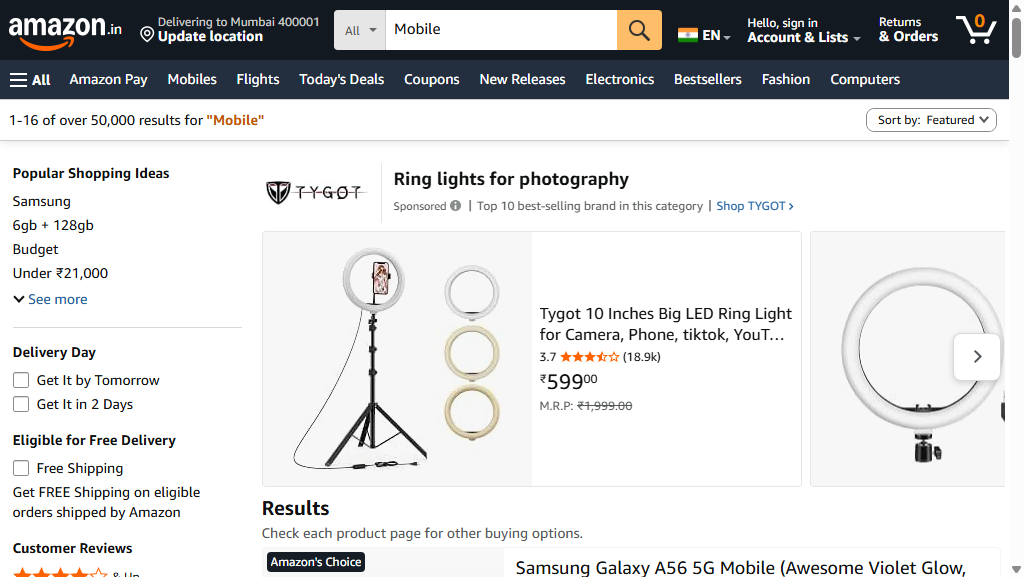 amazon.in
Delivering to Mumbai 400001
Update location
All
Mobile
EN
Hello, sign in
Account & Lists
Returns
& Orders
0
All
Amazon Pay
Mobiles
Flights
Today's Deals
Coupons
New Releases
Electronics
Bestsellers
Fashion
Computers
1-16 of over 50,000 results for "Mobile"
Sort by: Featured
Popular Shopping Ideas
Samsung
6gb + 128gb
Budget
Under ₹21,000
See more
Delivery Day
Get It by Tomorrow
Get It in 2 Days
Eligible for Free Delivery
Free Shipping
Get FREE Shipping on eligible
orders shipped by Amazon
Customer Reviews
& Up
TYGOT
Ring lights for photography
Sponsored | Top 10 best-selling brand in this category | Shop TYGOT
Tygot 10 Inches Big LED Ring Light
for Camera, Phone, tiktok, YouT...
3.7 (18.9k)
₹59900
M.R.P: ₹1,999.00
Results
Check each product page for other buying options.
Amazon's Choice
Samsung Galaxy A56 5G Mobile (Awesome Violet Glow,